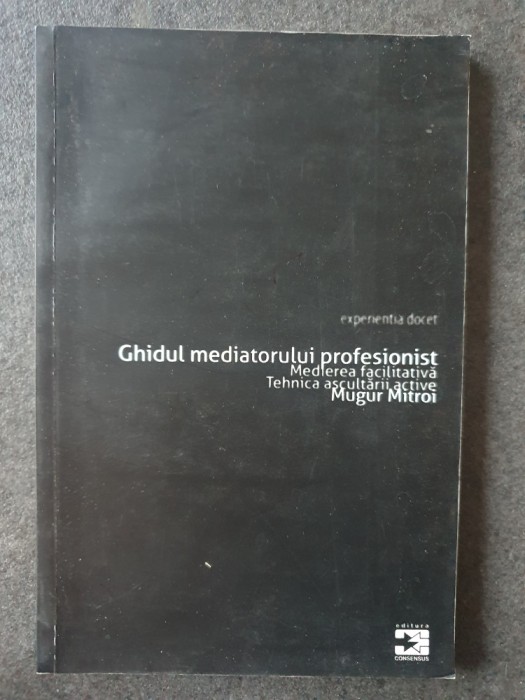 experientia docet
Ghidul mediatorului profesionist
Medierea facilitativă
Tehnica ascultării active
Mugur Mitroi
editura
CONSENSUS